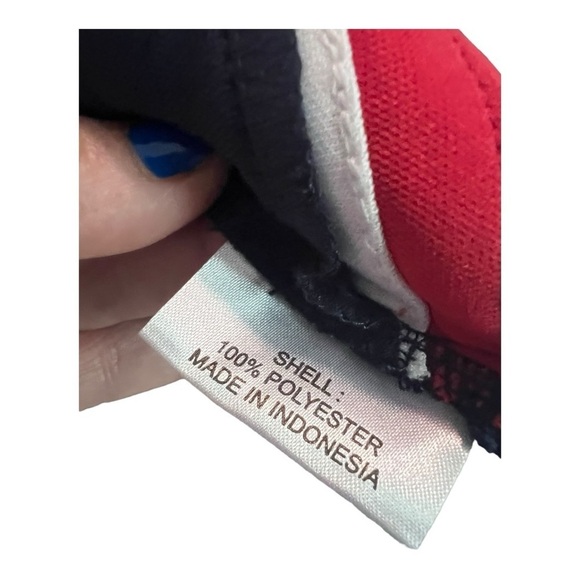 SHELL :
100% POLYESTER
MADE IN INDONESIA